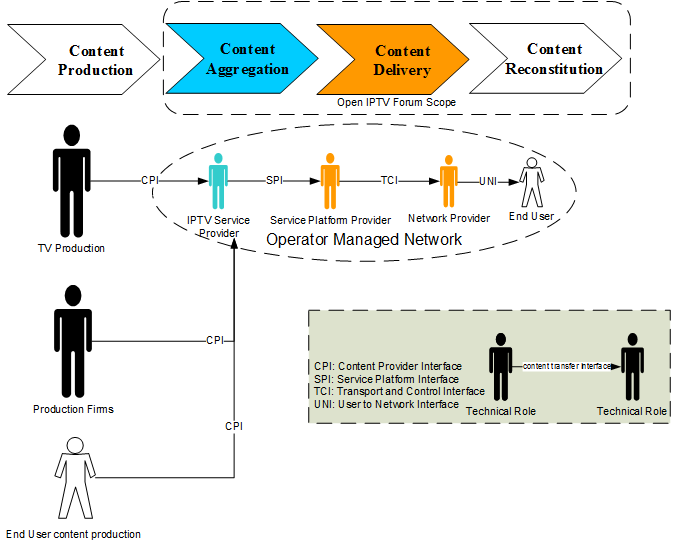 Content
Production
Content
Aggregation
Content
Delivery
Content
Reconstitution
Open IPTV Forum Scope
CPI
SPI
TCI
UNI
TV Production
IPTV Service
Provider
Service Platform Provider
Network Provider
End User
Operator Managed Network
CPI
Production Firms
CPI
End User content production
CPI: Content Provider Interface
SPI: Service Platform Interface
TCI: Transport and Control Interface
UNI: User to Network Interface
content transfer interface
Technical Role
Technical Role